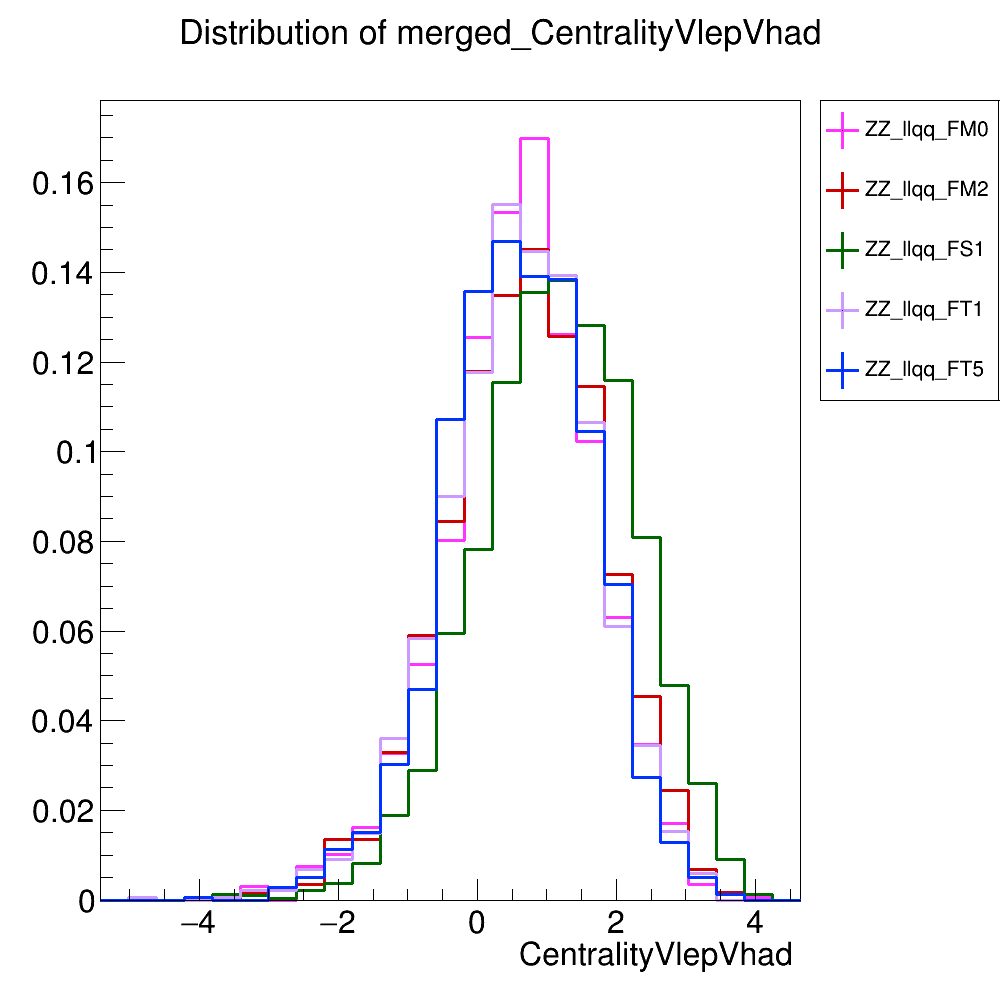 Distribution of merged_CentralityVlepVhad
ZZ_llqq_FM0
ZZ_llqq_FM2
ZZ_llqq_FS1
ZZ_llqq_FT1
ZZ_llqq_FT5
0.16
0.14
0.12
0.1
0.08
0.06
0.04
0.02
0
−4 −2 0 2 4
CentralityVlepVhad